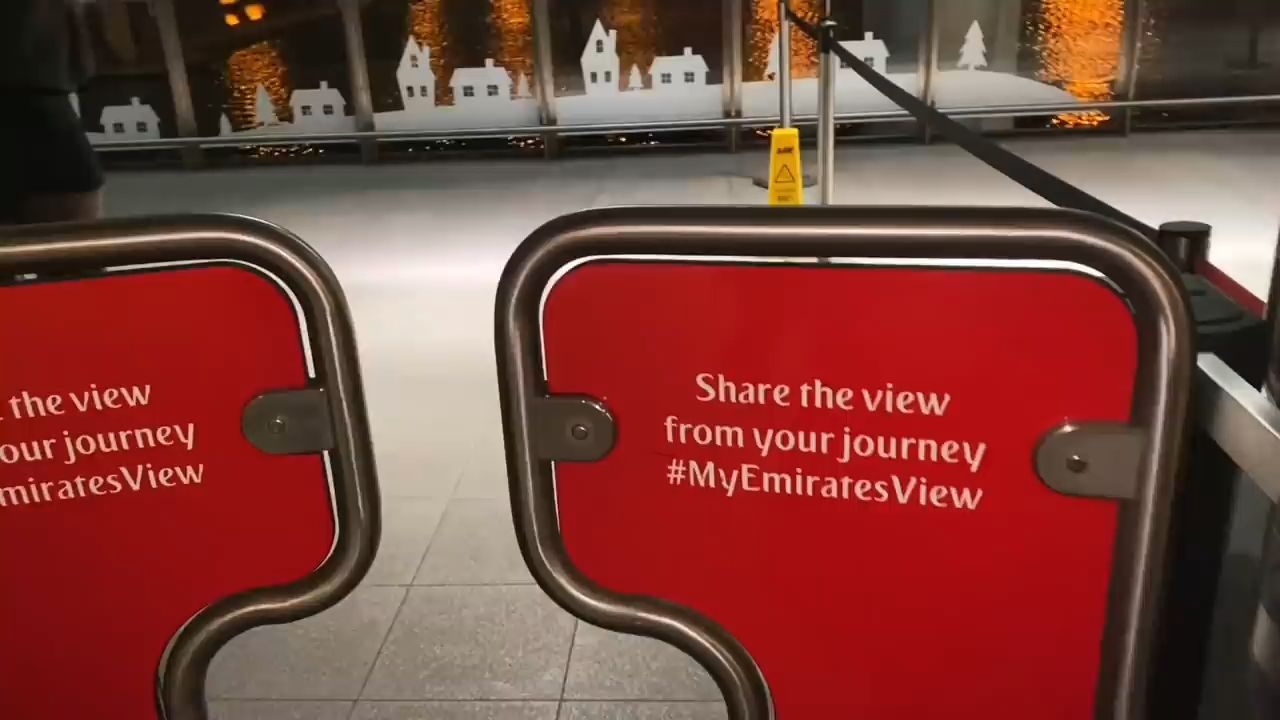 the view
our journey
miratesView
Share the view
from your journey
#MyEmiratesView